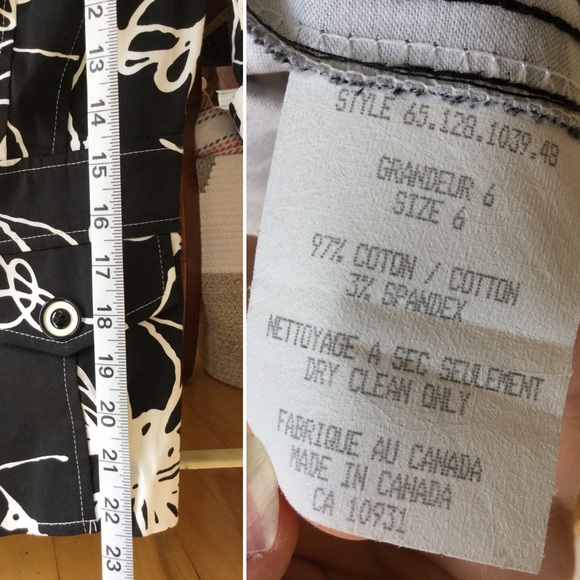 12
13
14
15
16
17
18
19
20
21
22
23
STYLE 65.128.1039.48
GRANDEUR 6
SIZE 6
97% COTON / COTTON
3% SPANDEX
NETTOYAGE A SEC SEULEMENT
DRY CLEAN ONLY
FABRIQUE AU CANADA
MADE IN CANADA
CA 10931